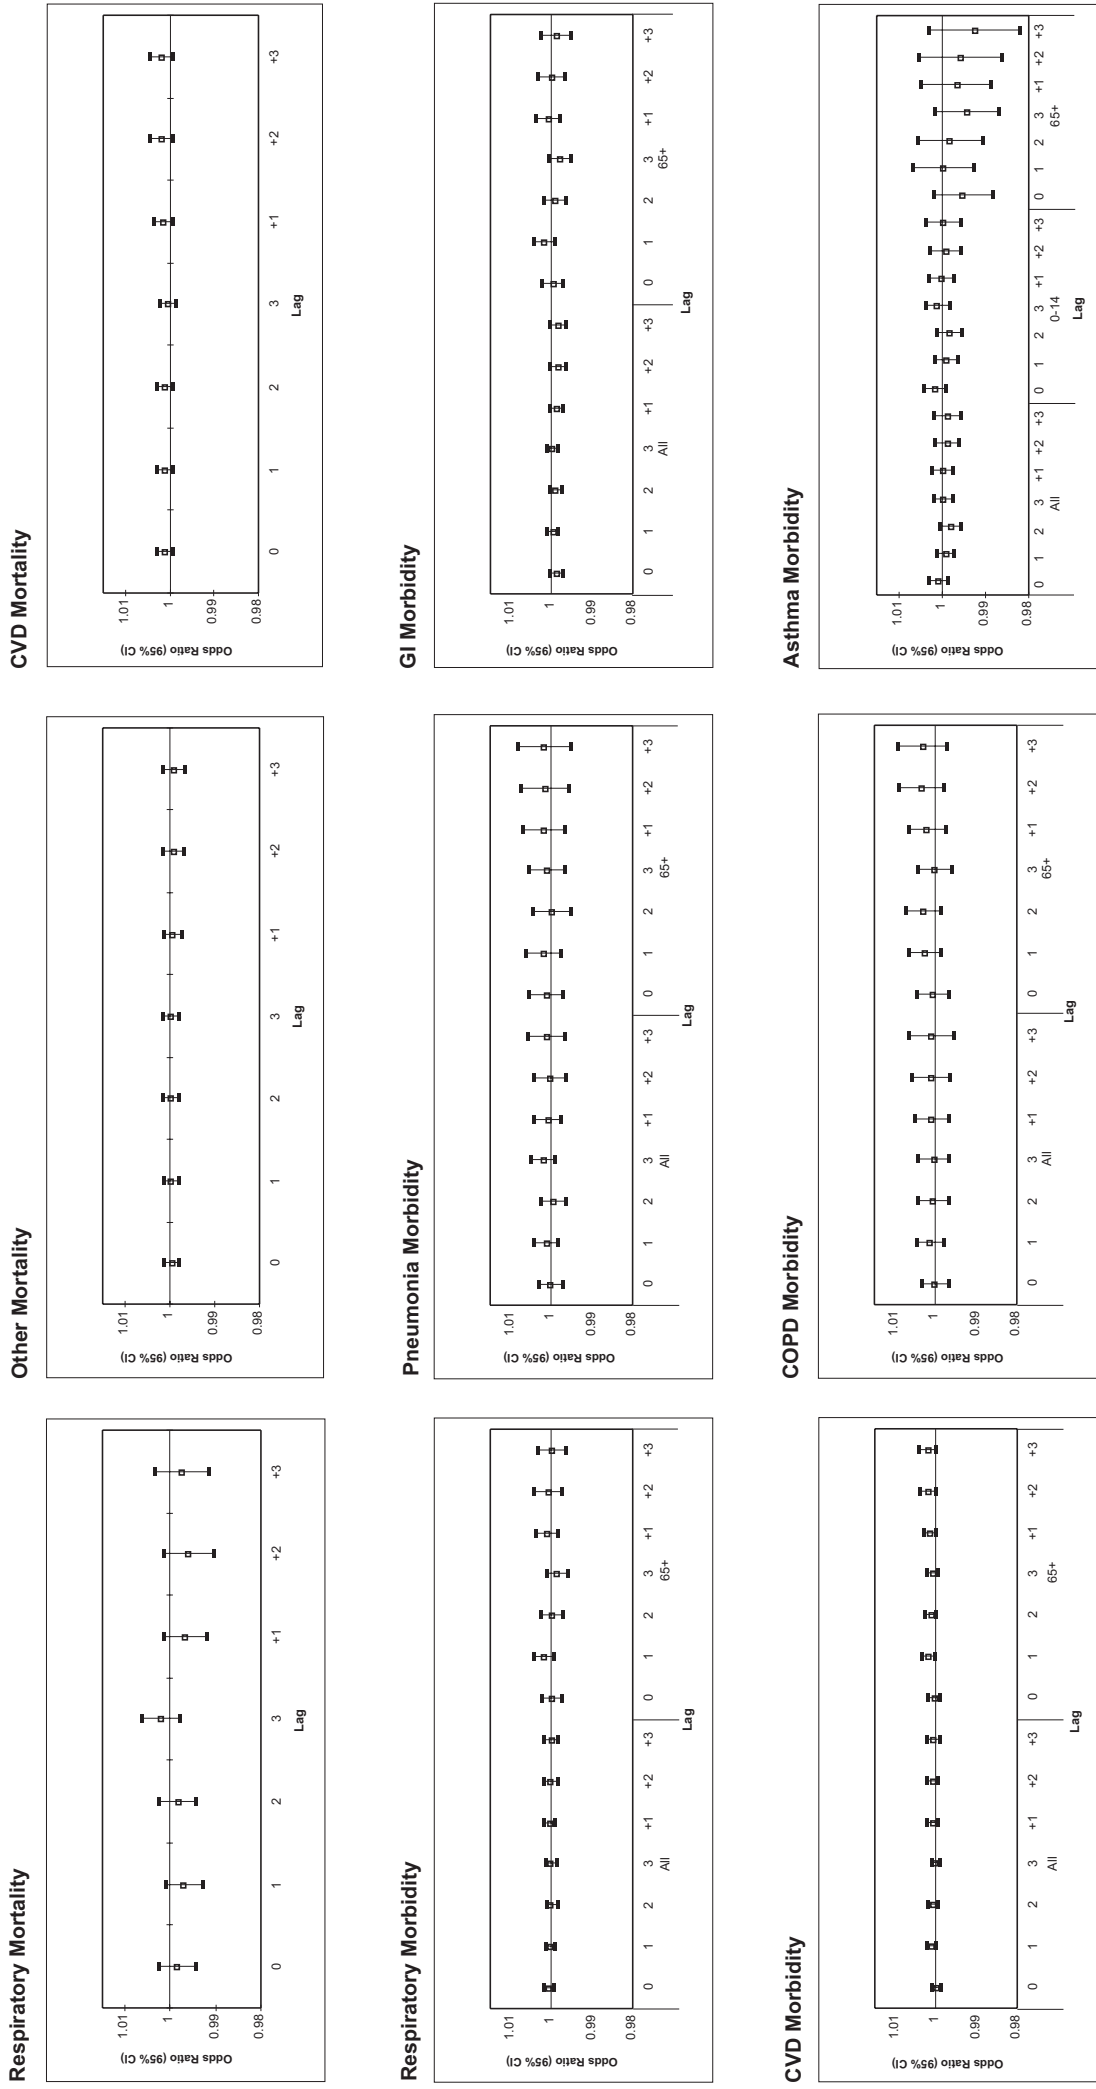 Respiratory Mortality
Odds Ratio (95% CI)
1.01
1
0.99
0.98
0 1 2 3 +1 +2 +3
Lag
Other Mortality
Odds Ratio (95% CI)
1.01
1
0.99
0.98
0 1 2 3 +1 +2 +3
Lag
CVD Mortality
Odds Ratio (95% CI)
1.01
1
0.99
0.98
0 1 2 3 +1 +2 +3
Lag
Respiratory Morbidity
Odds Ratio (95% CI)
1.01
1
0.99
0.98
0 1 2 3 +1 +2 +3 0 1 2 3 +1 +2 +3
All 65+
Lag
Pneumonia Morbidity
Odds Ratio (95% CI)
1.01
1
0.99
0.98
0 1 2 3 +1 +2 +3 0 1 2 3 +1 +2 +3
All 65+
Lag
GI Morbidity
Odds Ratio (95% CI)
1.01
1
0.99
0.98
0 1 2 3 +1 +2 +3 0 1 2 3 +1 +2 +3
All 65+
Lag
CVD Morbidity
Odds Ratio (95% CI)
1.01
1
0.99
0.98
0 1 2 3 +1 +2 +3 0 1 2 3 +1 +2 +3
All 65+
Lag
COPD Morbidity
Odds Ratio (95% CI)
1.01
1
0.99
0.98
0 1 2 3 +1 +2 +3 0 1 2 3 +1 +2 +3
All 65+
Lag
Asthma Morbidity
Odds Ratio (95% CI)
1.01
1
0.99
0.98
0 1 2 3 +1 +2 +3 0 1 2 3 +1 +2 +3 0 1 2 3 +1 +2 +3
All 0-14 65+
Lag